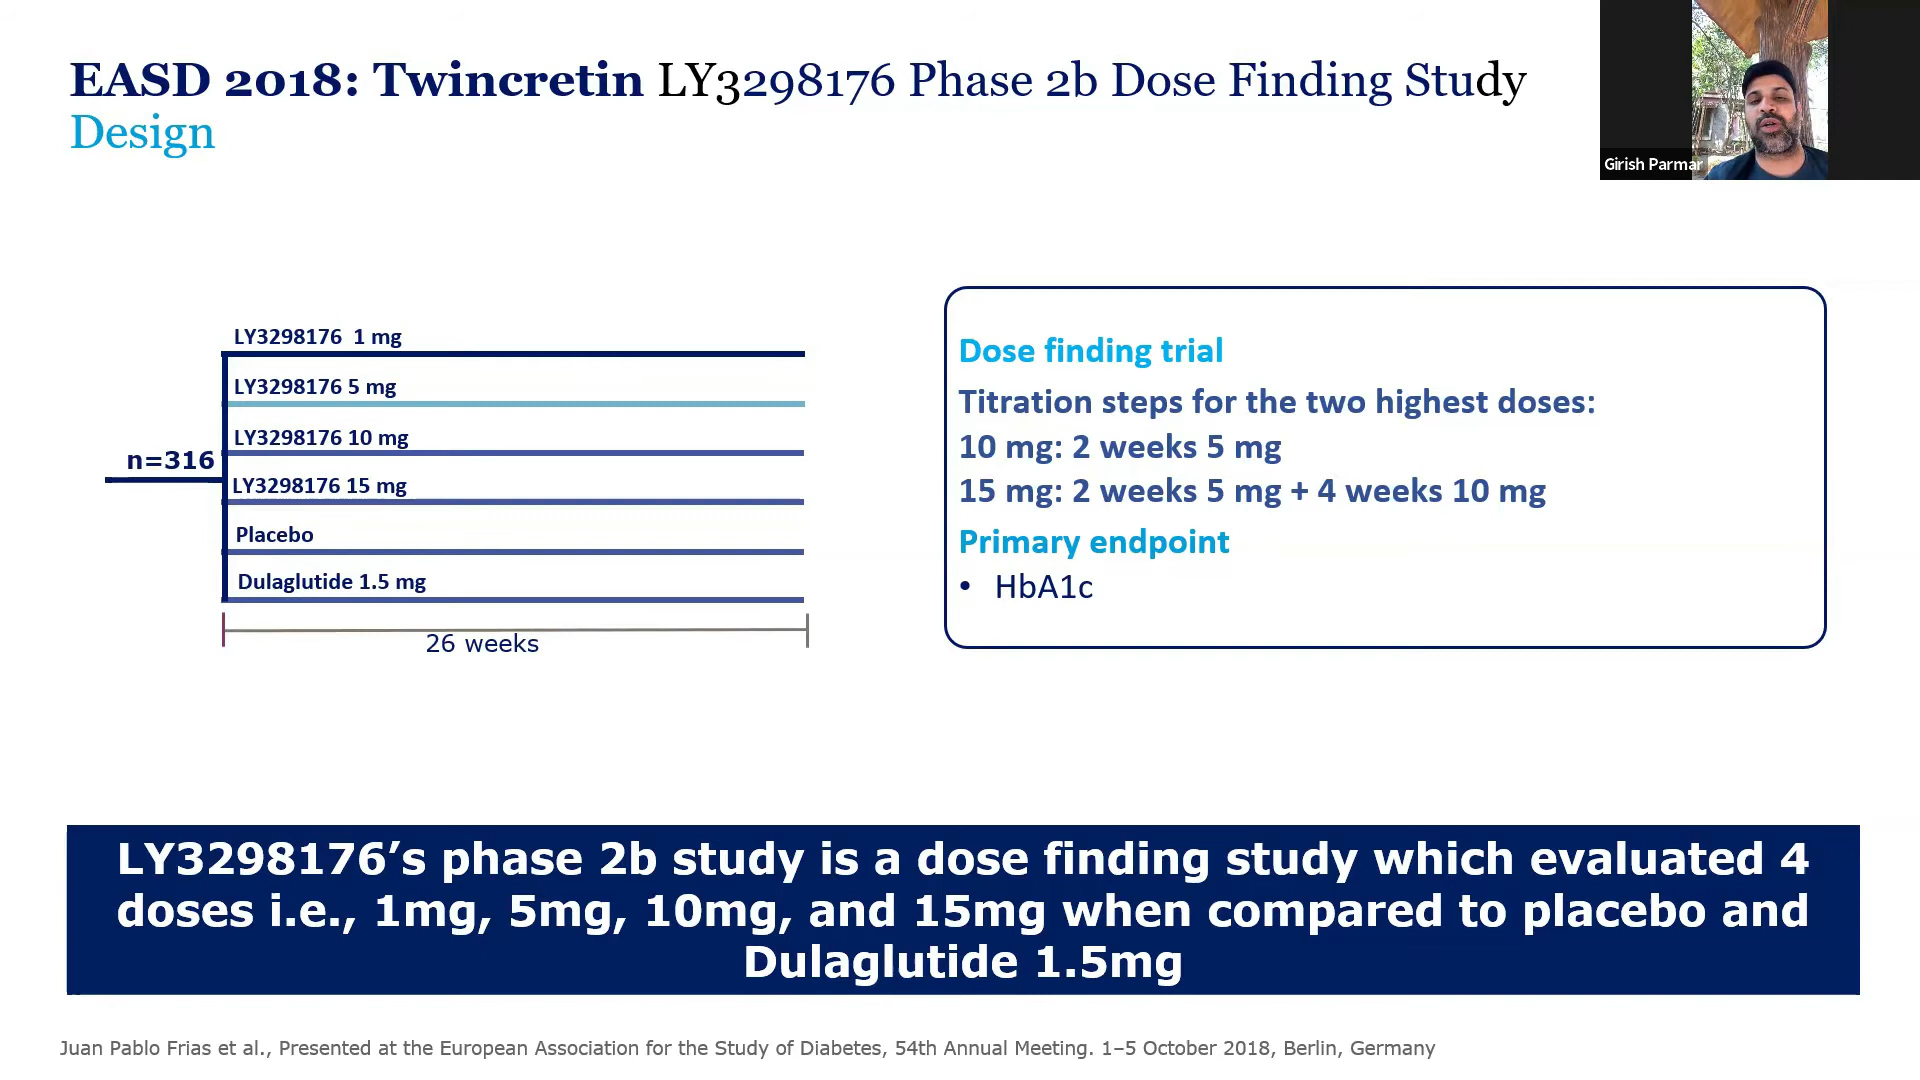 EASD 2018: Twincretin LY3298176 Phase 2b Dose Finding Study
Design
Girish Parmar
LY3298176  1 mg
LY3298176 5 mg
LY3298176 10 mg
n=316
LY3298176 15 mg
Placebo
Dulaglutide 1.5 mg
26 weeks
Dose finding trial
Titration steps for the two highest doses:
10 mg: 2 weeks 5 mg
15 mg: 2 weeks 5 mg + 4 weeks 10 mg
Primary endpoint
• HbA1c
LY3298176’s phase 2b study is a dose finding study which evaluated 4
doses i.e., 1mg, 5mg, 10mg, and 15mg when compared to placebo and
Dulaglutide 1.5mg
Juan Pablo Frias et al., Presented at the European Association for the Study of Diabetes, 54th Annual Meeting. 1–5 October 2018, Berlin, Germany